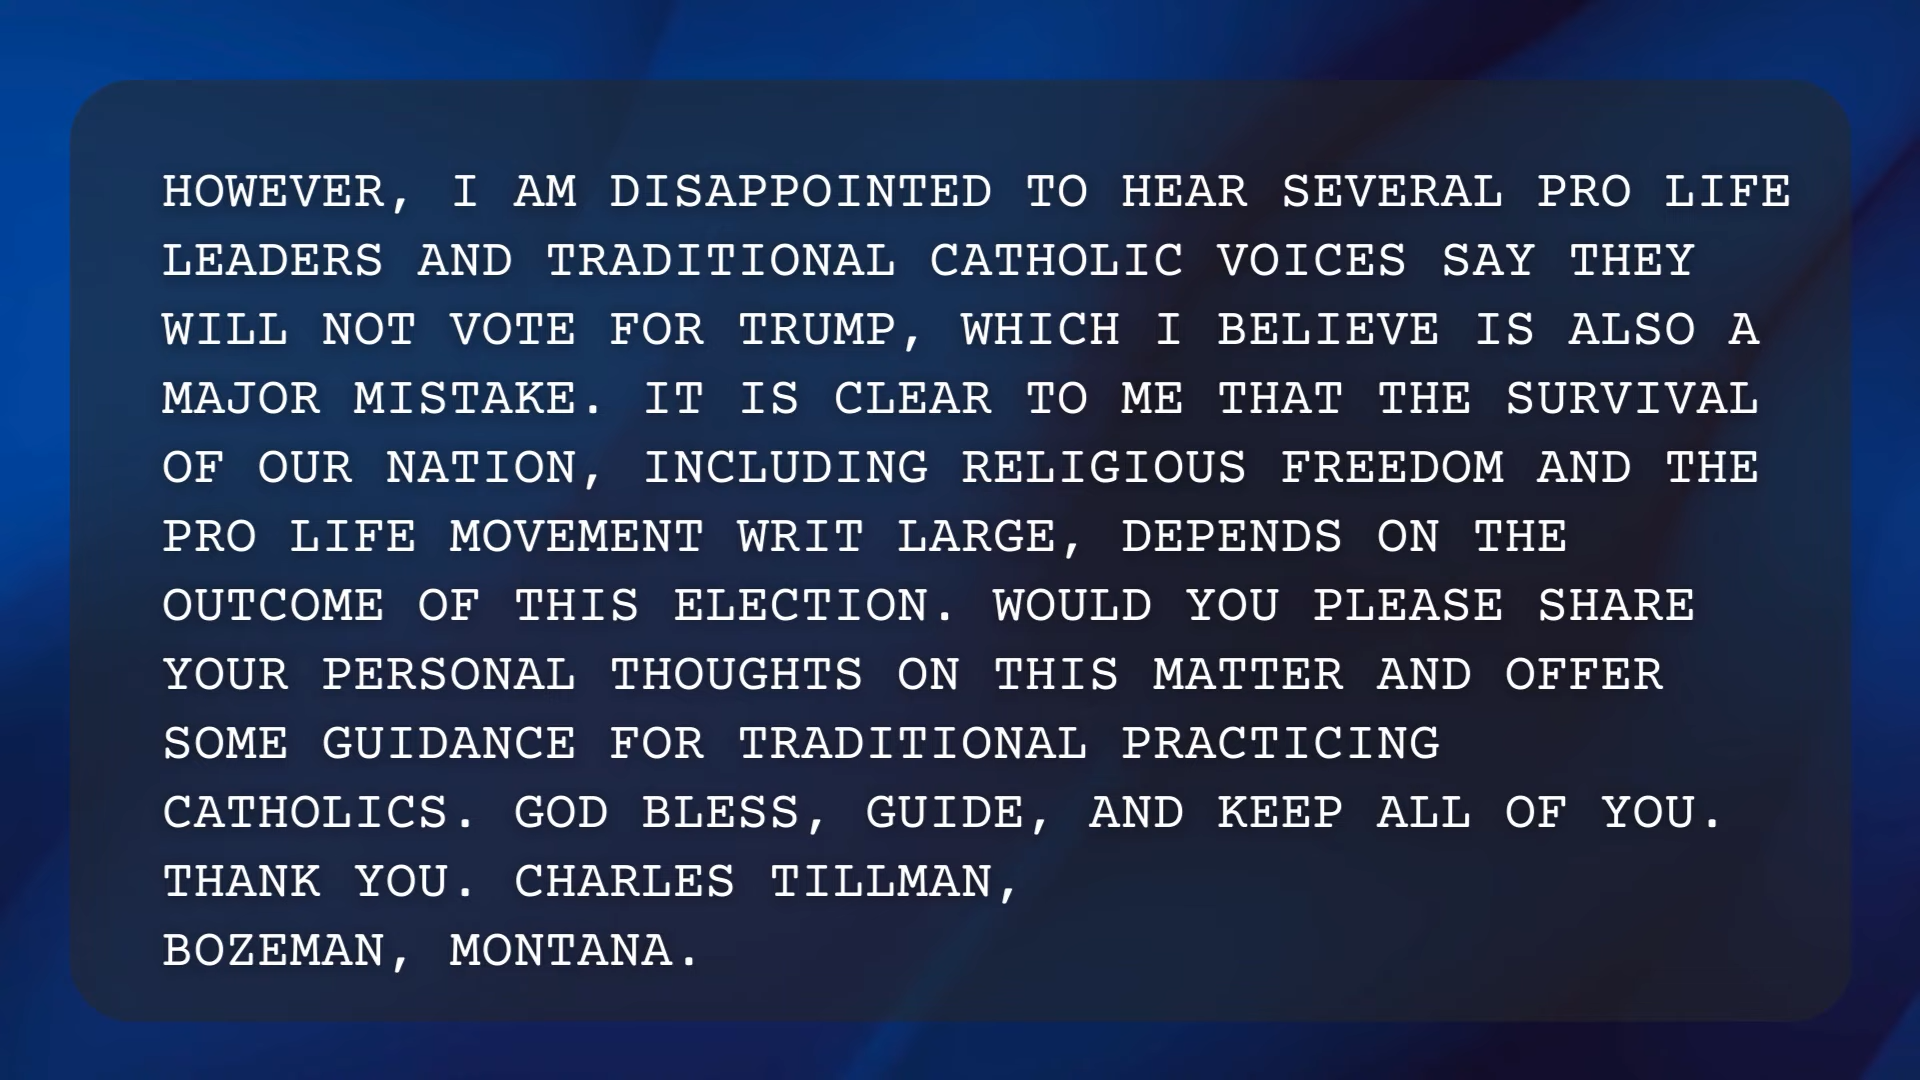 HOWEVER, I AM DISAPPOINTED TO HEAR SEVERAL PRO LIFE
LEADERS AND TRADITIONAL CATHOLIC VOICES SAY THEY
WILL NOT VOTE FOR TRUMP, WHICH I BELIEVE IS ALSO A
MAJOR MISTAKE. IT IS CLEAR TO ME THAT THE SURVIVAL
OF OUR NATION, INCLUDING RELIGIOUS FREEDOM AND THE
PRO LIFE MOVEMENT WRIT LARGE, DEPENDS ON THE
OUTCOME OF THIS ELECTION. WOULD YOU PLEASE SHARE
YOUR PERSONAL THOUGHTS ON THIS MATTER AND OFFER
SOME GUIDANCE FOR TRADITIONAL PRACTICING
CATHOLICS. GOD BLESS, GUIDE, AND KEEP ALL OF YOU.
THANK YOU. CHARLES TILLMAN,
BOZEMAN, MONTANA.